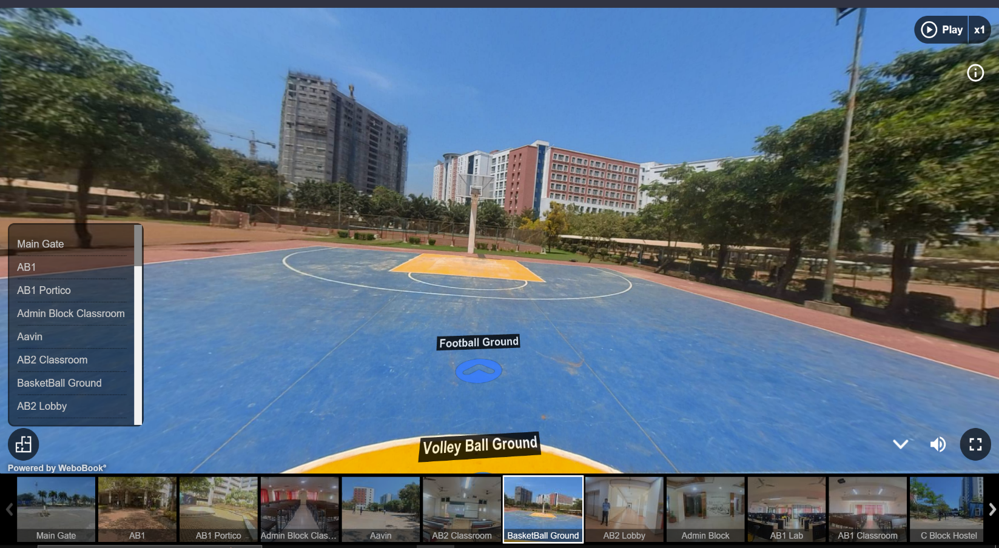 Play x1
Main Gate
AB1
AB1 Portico
Admin Block Classroom
Aavin
AB2 Classroom
BasketBall Ground
AB2 Lobby
Football Ground
Volley Ball Ground
Powered by WeboBook°
Main Gate
AB1
AB1 Portico
Admin Block Clas...
Aavin
AB2 Classroom
BasketBall Ground
AB2 Lobby
Admin Block
AB1 Lab
AB1 Classroom
C Block Hostel